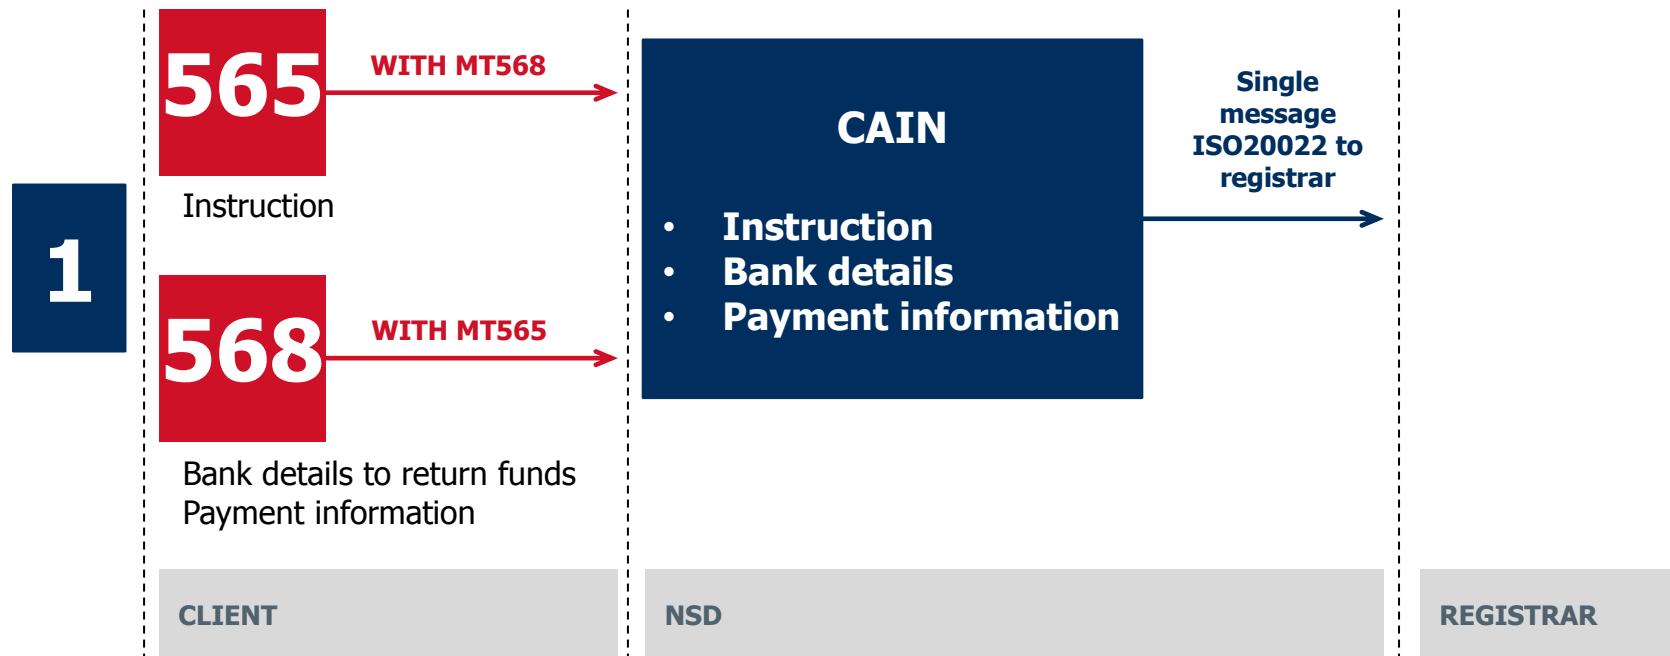 1
565
WITH MT568
Instruction
568
WITH MT565
Bank details to return funds
Payment information
CAIN
• Instruction
• Bank details
• Payment information
Single
message
ISO20022 to
registrar
CLIENT
NSD
REGISTRAR